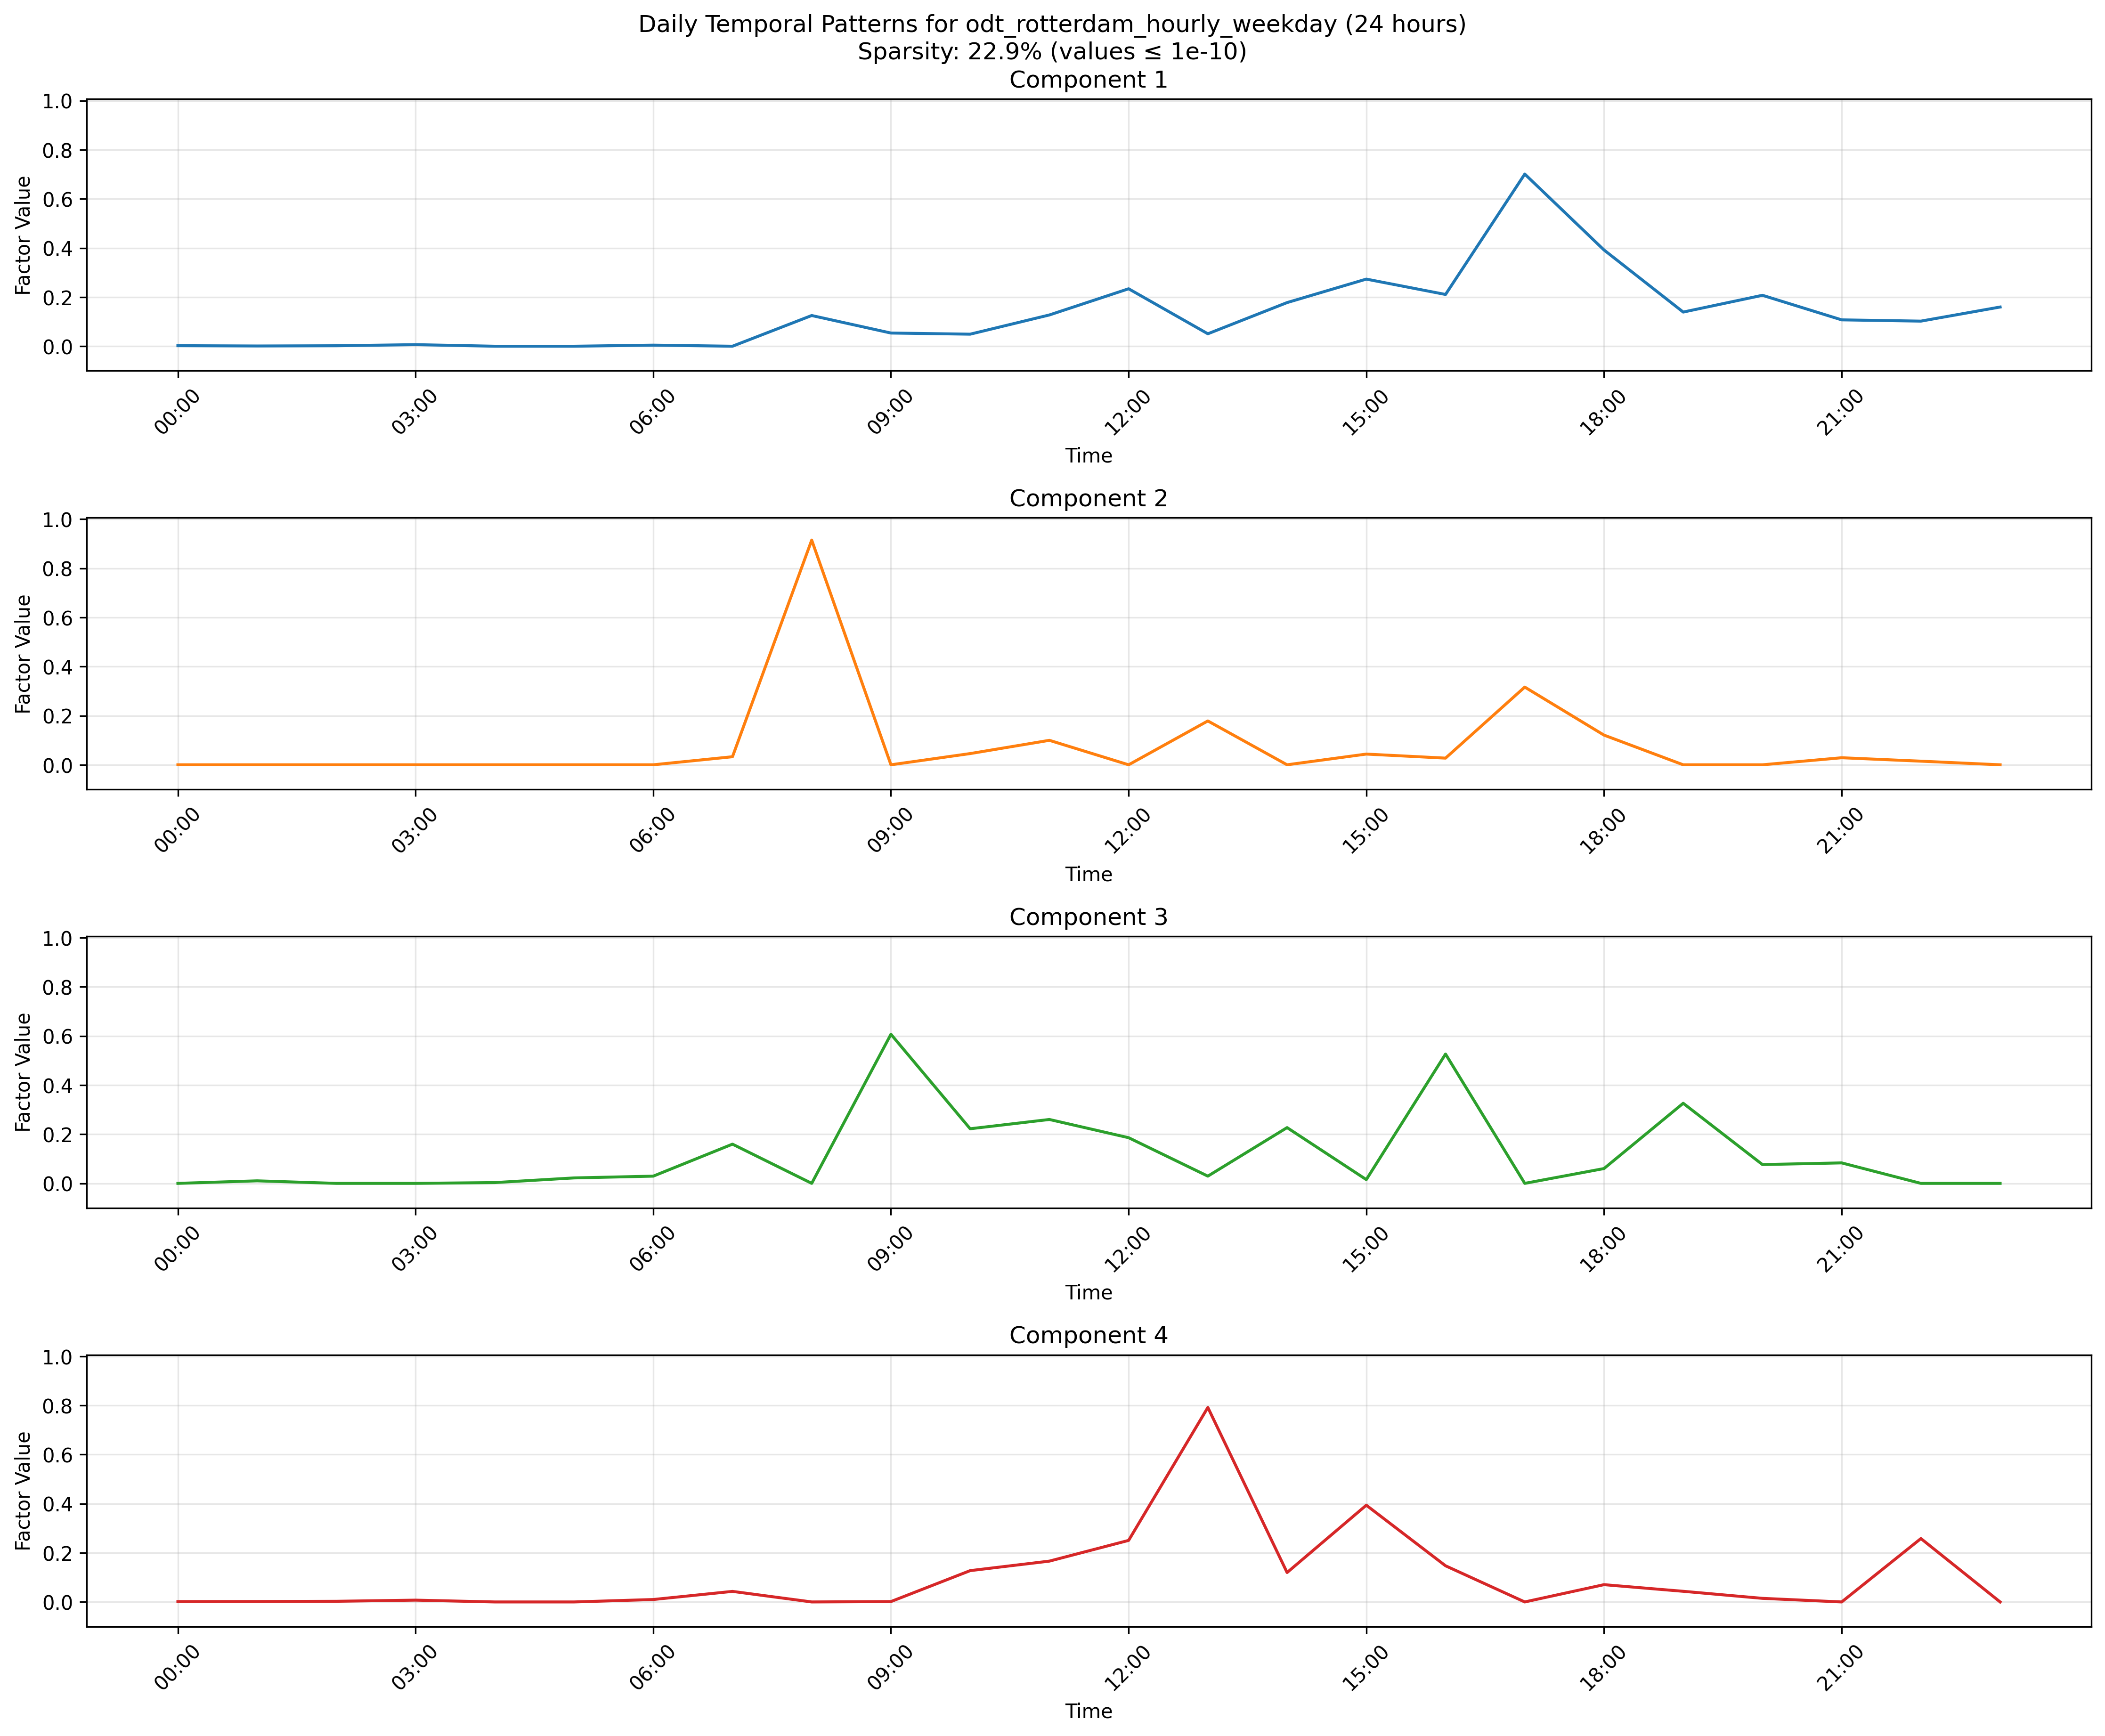 Daily Temporal Patterns for odt_rotterdam_hourly_weekday (24 hours)
Sparsity: 22.9% (values ≤ 1e-10)
Component 1
Factor Value
1.0
0.8
0.6
0.4
0.2
0.0
00:00 03:00 06:00 09:00 12:00 15:00 18:00 21:00
Time
Component 2
Factor Value
1.0
0.8
0.6
0.4
0.2
0.0
00:00 03:00 06:00 09:00 12:00 15:00 18:00 21:00
Time
Component 3
Factor Value
1.0
0.8
0.6
0.4
0.2
0.0
00:00 03:00 06:00 09:00 12:00 15:00 18:00 21:00
Time
Component 4
Factor Value
1.0
0.8
0.6
0.4
0.2
0.0
00:00 03:00 06:00 09:00 12:00 15:00 18:00 21:00
Time